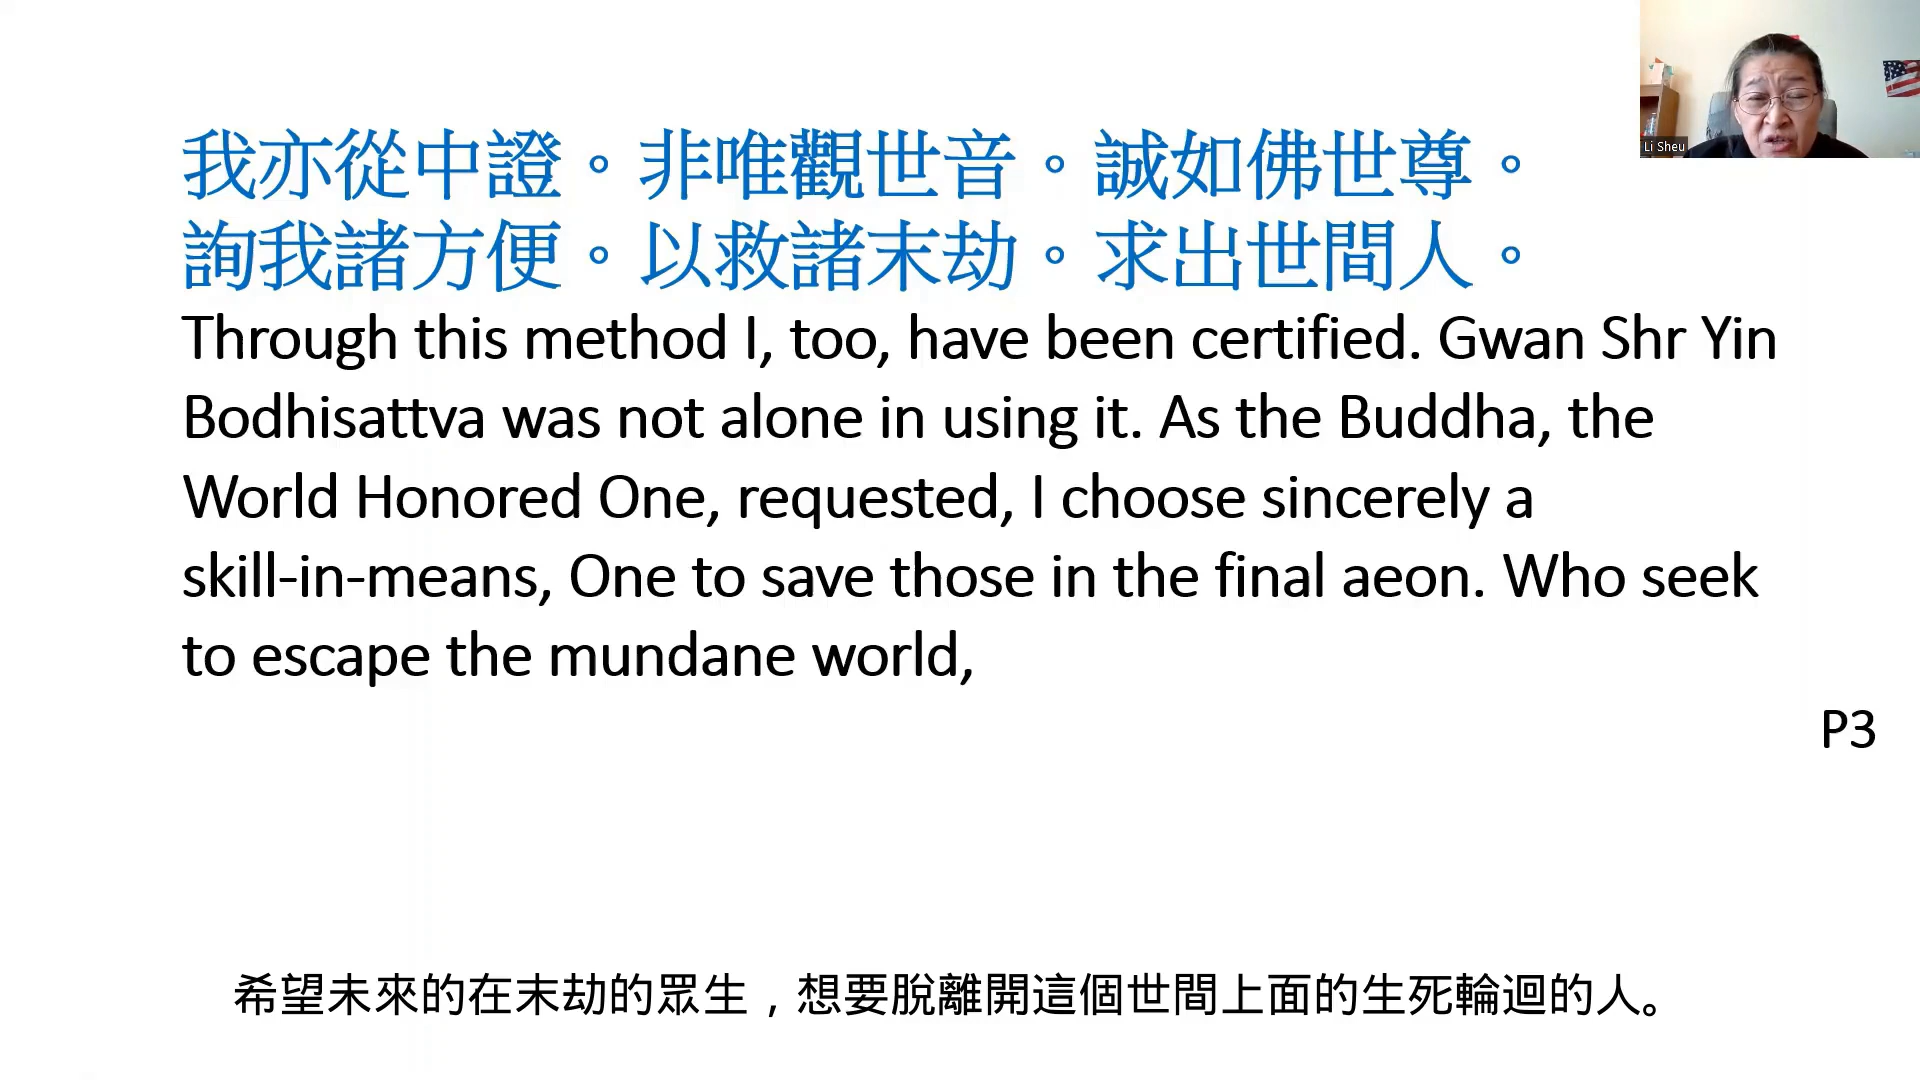 我亦從中證。非唯觀世音。誠如佛世尊。
詢我諸方便。以救諸末劫。求出世間人。
Through this method I, too, have been certified. Gwan Shr Yin
Bodhisattva was not alone in using it. As the Buddha, the
World Honored One, requested, I choose sincerely a
skill-in-means, One to save those in the final aeon. Who seek
to escape the mundane world,
P3
希望未來的在末劫的眾生，想要脫離開這個世間上面的生死輪迴的人。
Li Sheu